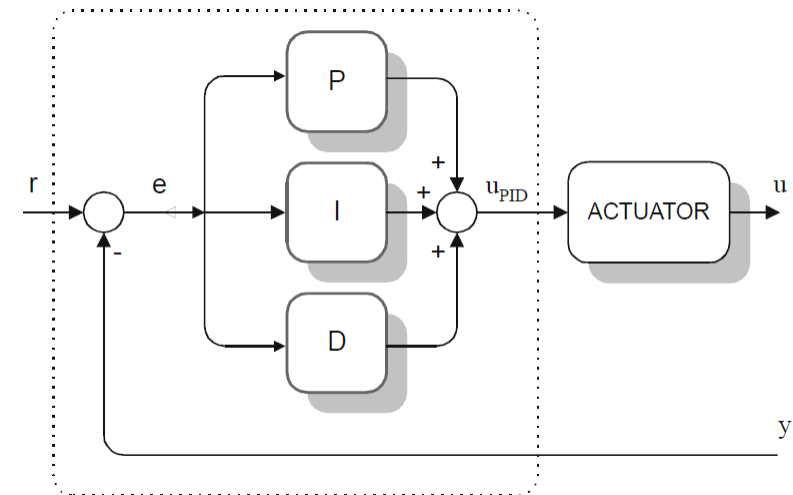 P
r
e
+
+
I
u_PID
ACTUATOR
u
-
+
D
y